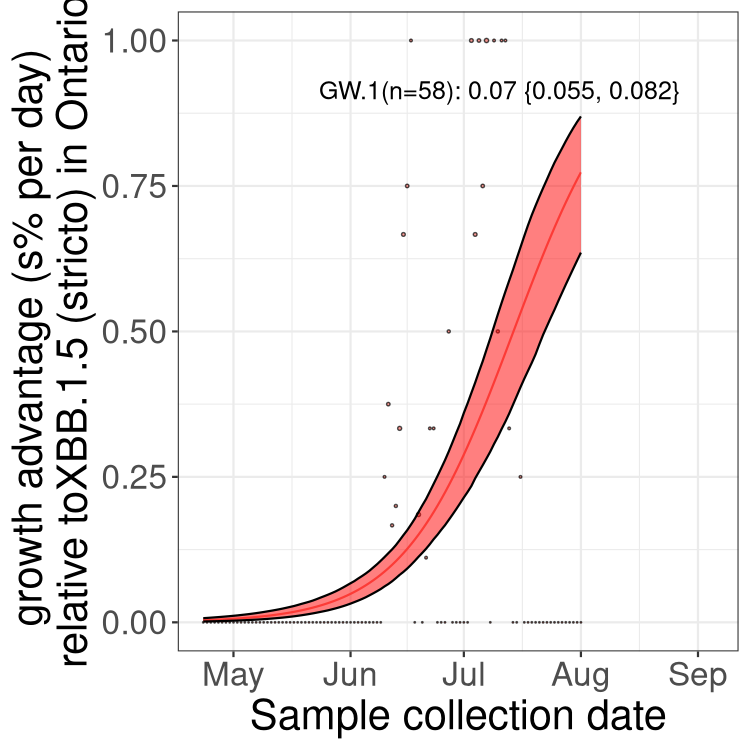 growth advantage (s% per day)
relative toXBB.1.5 (stricto) in Ontario
1.00
0.75
0.50
0.25
0.00
GW.1(n=58): 0.07 {0.055, 0.082}
May Jun Jul Aug Sep
Sample collection date